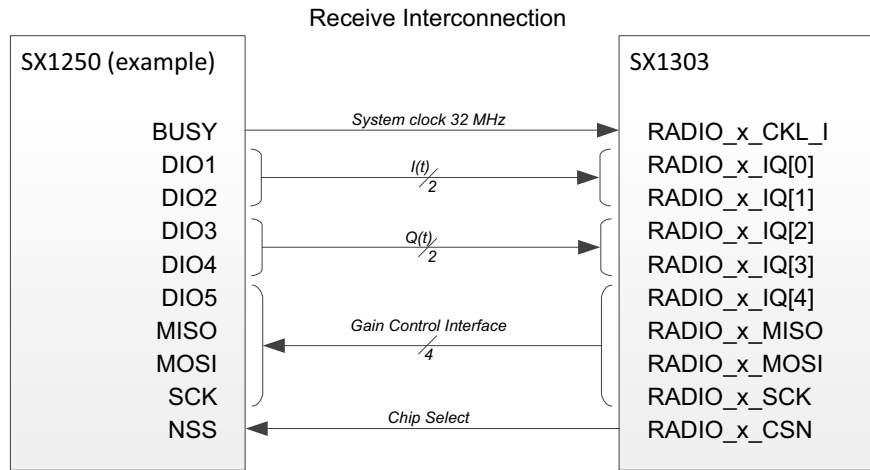 Receive Interconnection
SX1250 (example)
SX1303
BUSY
System clock 32 MHz
RADIO_x_CKL_I
DIO1
I(t)
2
RADIO_x_IQ[0]
DIO2
RADIO_x_IQ[1]
DIO3
Q(t)
2
RADIO_x_IQ[2]
DIO4
RADIO_x_IQ[3]
DIO5
RADIO_x_IQ[4]
MISO
Gain Control Interface
4
RADIO_x_MISO
MOSI
RADIO_x_MOSI
SCK
RADIO_x_SCK
NSS
Chip Select
RADIO_x_CSN